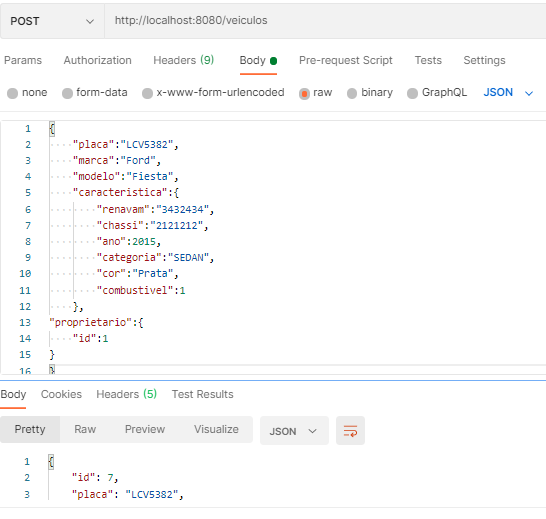 POST http://localhost:8080/veiculos
Params Authorization Headers (9) Body Pre-request Script Tests Settings
none form-data x-www-form-urlencoded raw binary GraphQL JSON
1 {
2 "placa":"LCV5382",
3 "marca":"Ford",
4 "modelo":"Fiesta",
5 "caracteristica":{
6 "renavam":"3432434",
7 "chassi":"2121212",
8 "ano":2015,
9 "categoria":"SEDAN",
10 "cor":"Prata",
11 "combustivel":1
12 },
13 "proprietario":{
14 "id":1
15 }
16 }
Body Cookies Headers (5) Test Results
Pretty Raw Preview Visualize JSON
1 {
2 "id": 7,
3 "placa": "LCV5382",